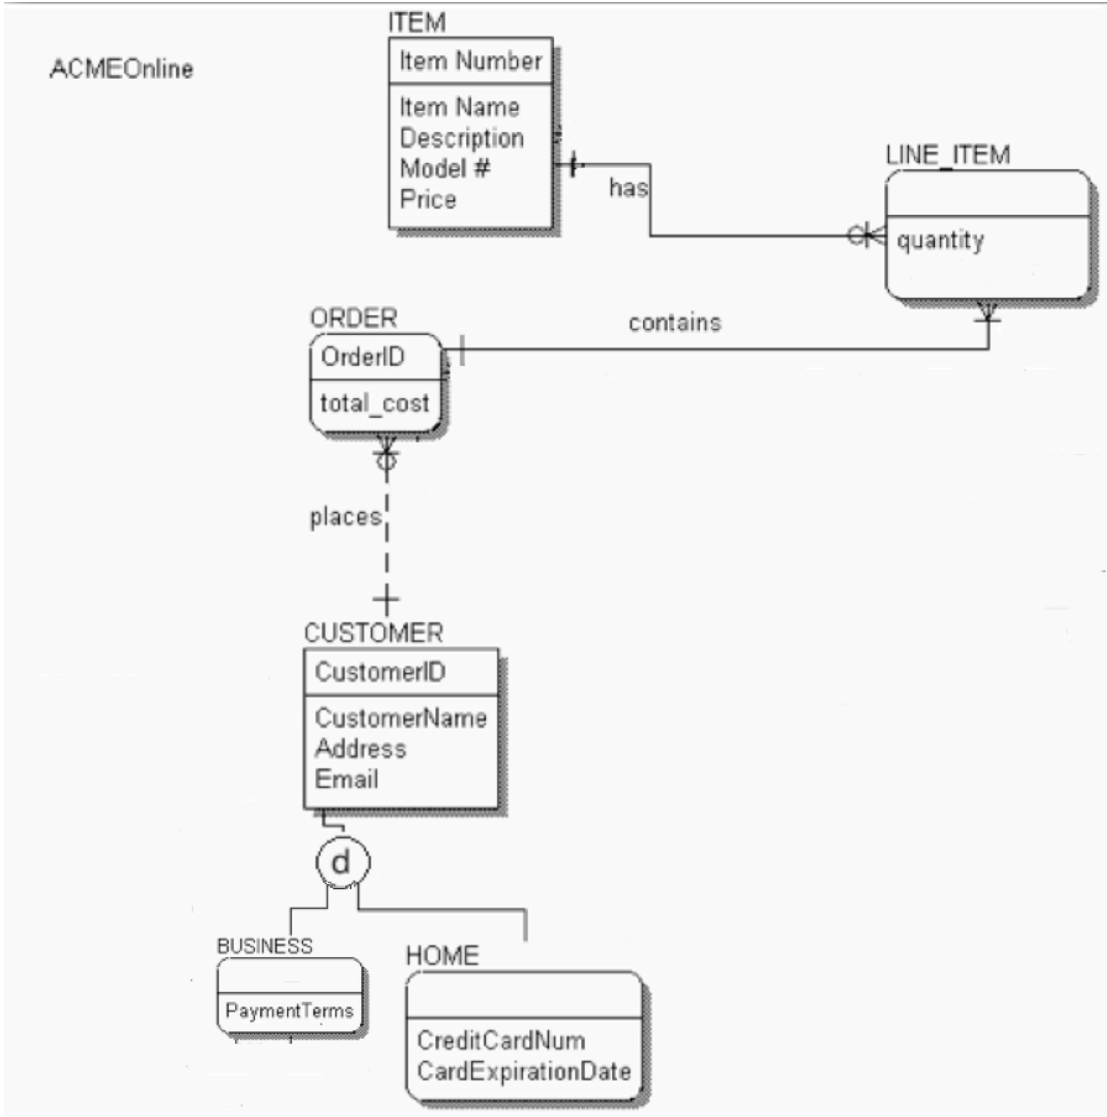 ITEM
Item Number
ACMEOnline
Item Name
Description
Model #
Price
has
LINE_ITEM
quantity
ORDER
OrderID
total_cost
contains
places
CUSTOMER
CustomerID
CustomerName
Address
Email
d
BUSINESS
PaymentTerms
HOME
CreditCardNum
CardExpirationDate